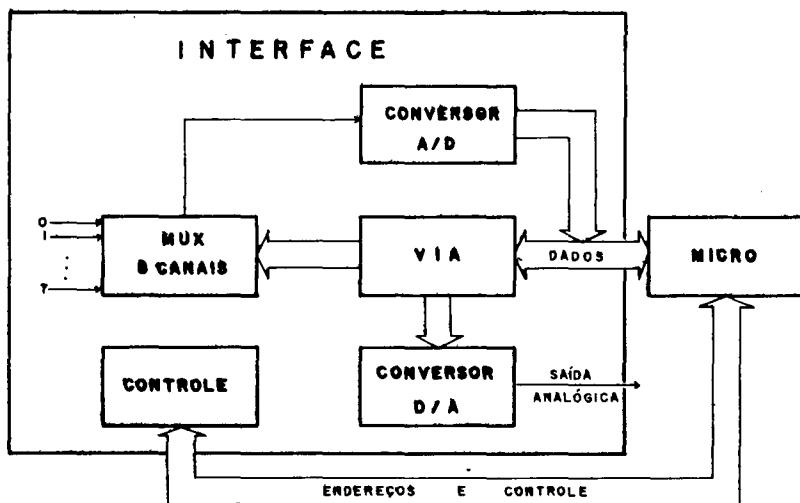 INTERFACE
CONVERSOR
A/D
0
1
7
MUX
8 CANAIS
VIA
DADOS
MICRO
CONTROLE
CONVERSOR
D/A
SAÍDA
ANALÓGICA
ENDEREÇOS E CONTROLE